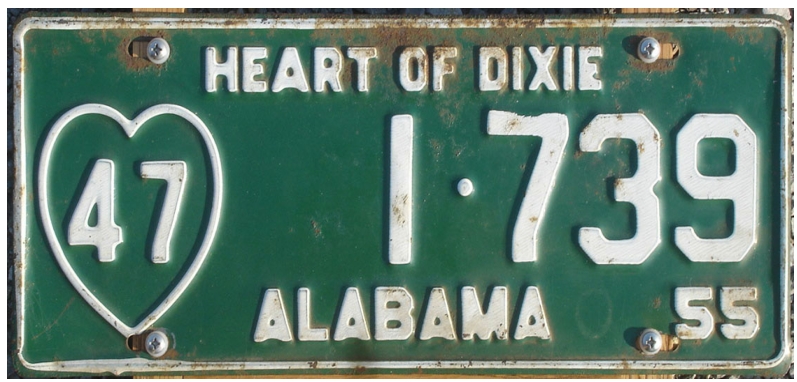 HEART OF DIXIE
47 1·739
ALABAMA 55